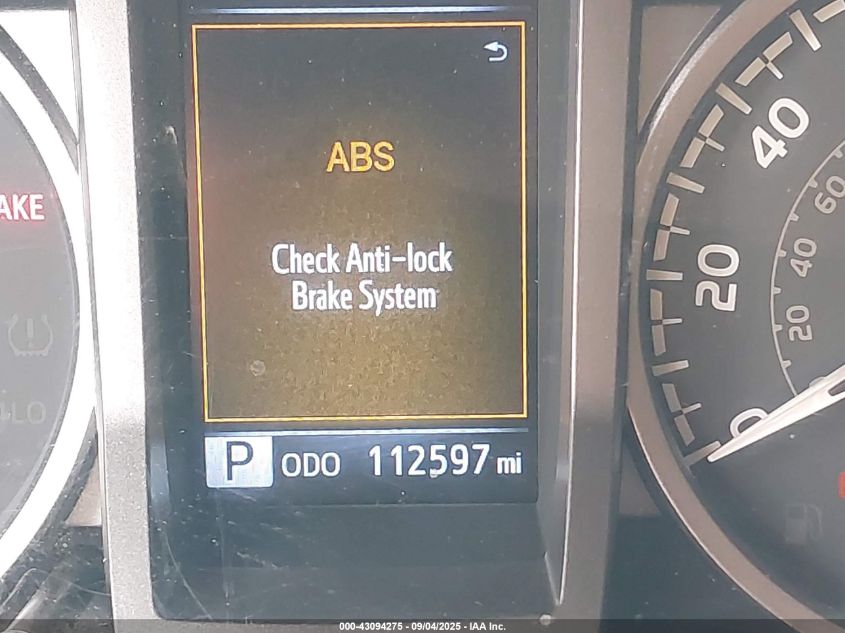 ABS
Check Anti-lock
Brake System
P ODO 112597 mi
AKE
40
20
0
60
40
20
000-43094275 - 09/04/2025 - IAA Inc.